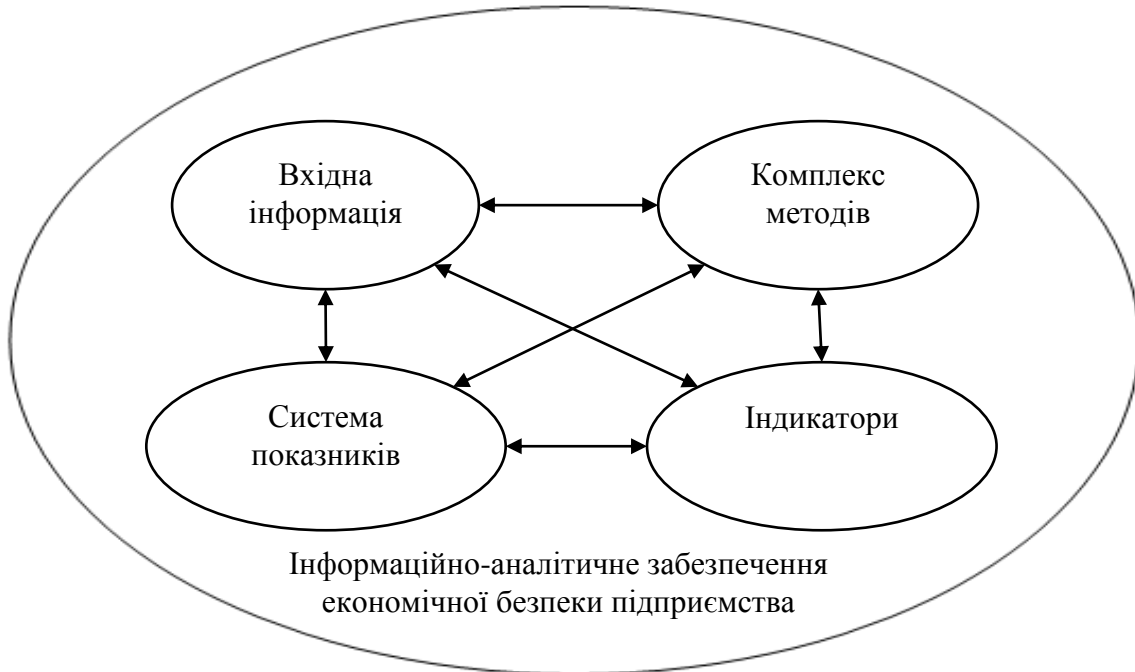 Вхідна
інформація
Комплекс
методів
Система
показників
Індикатори
Інформаційно-аналітичне забезпечення
економічної безпеки підприємства